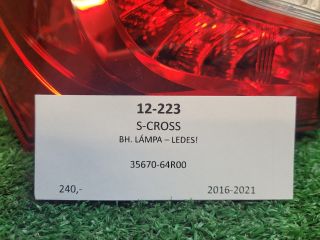 12-223
S-CROSS
BH. LÁMPA – LEDES!
35670-64R00
240,- 2016-2021